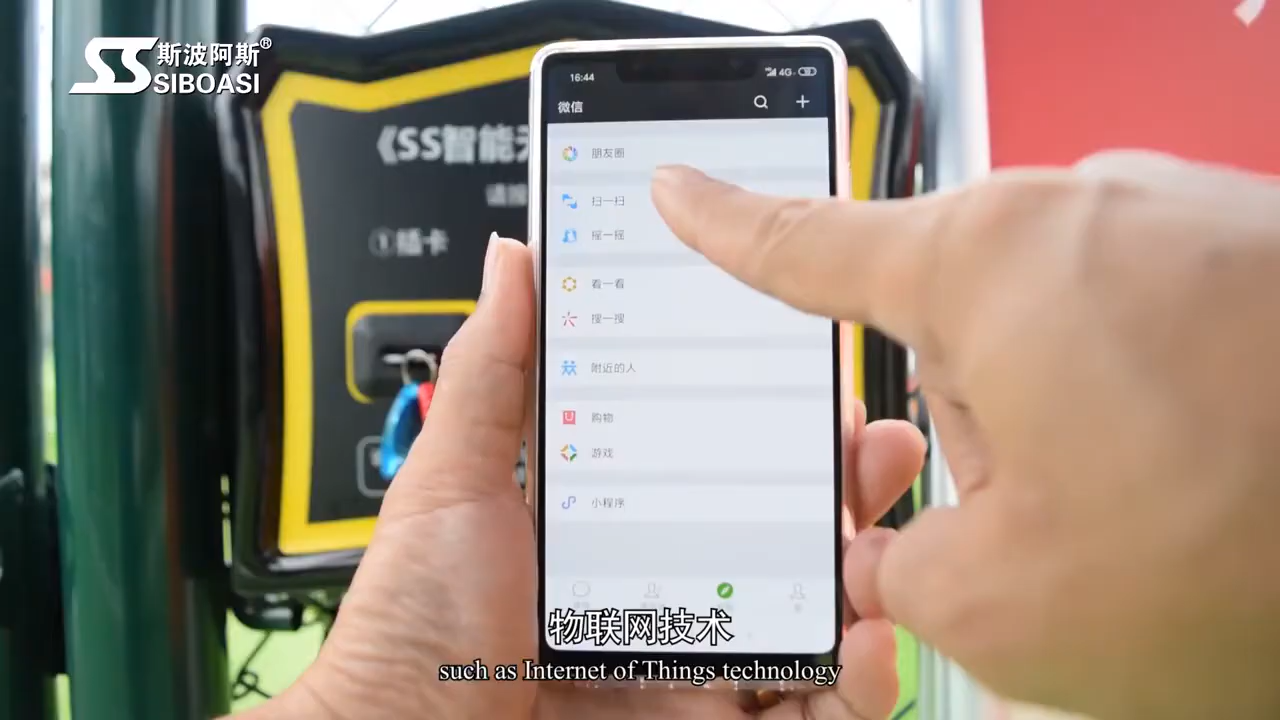 斯波阿斯®
SIBOASI
16:44
4G
微信
《SS智能
①插卡
朋友圈
扫一扫
摇一摇
看一看
搜一搜
附近的人
购物
游戏
小程序
物联网技术
such as Internet of Things technology